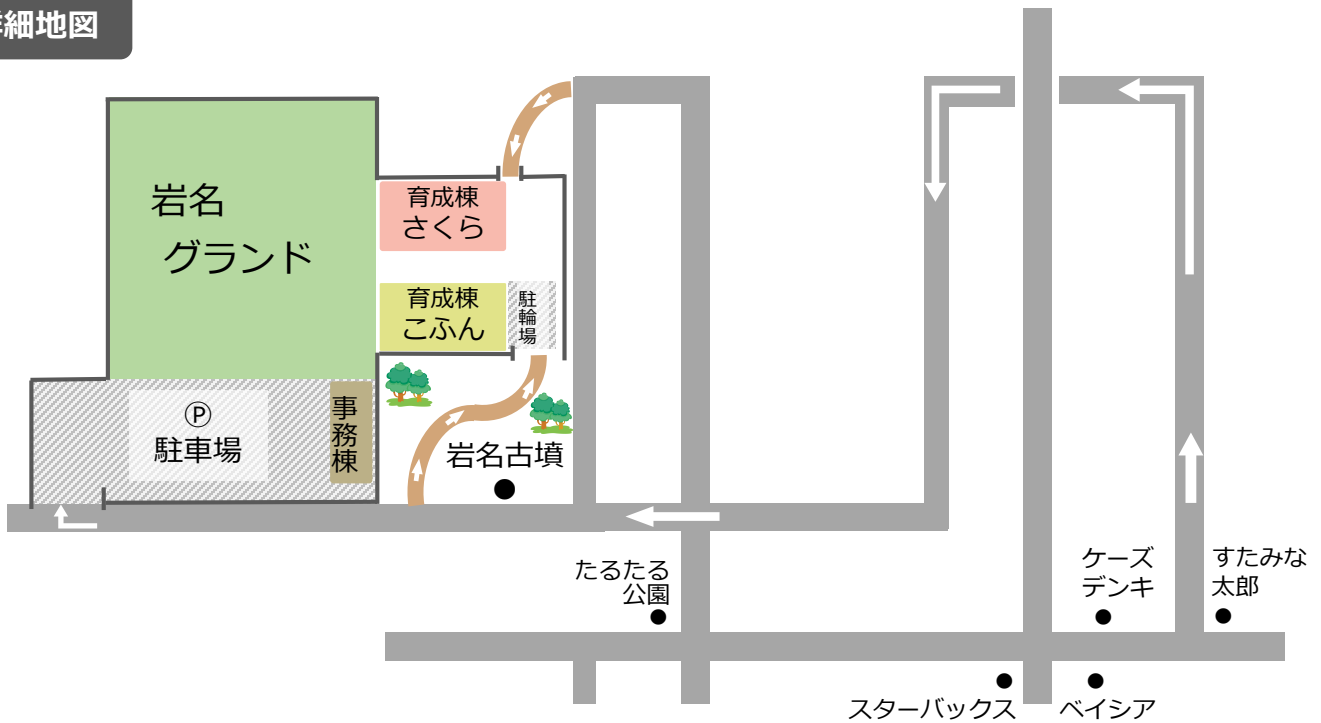 細地図
岩名
グランド
育成棟
さくら
育成棟
こふん
駐輪場
Ⓟ
駐車場
事務棟
岩名古墳
たるたる
公園
ケーズ
デンキ
すたみな
太郎
スターバックス
ベイシア